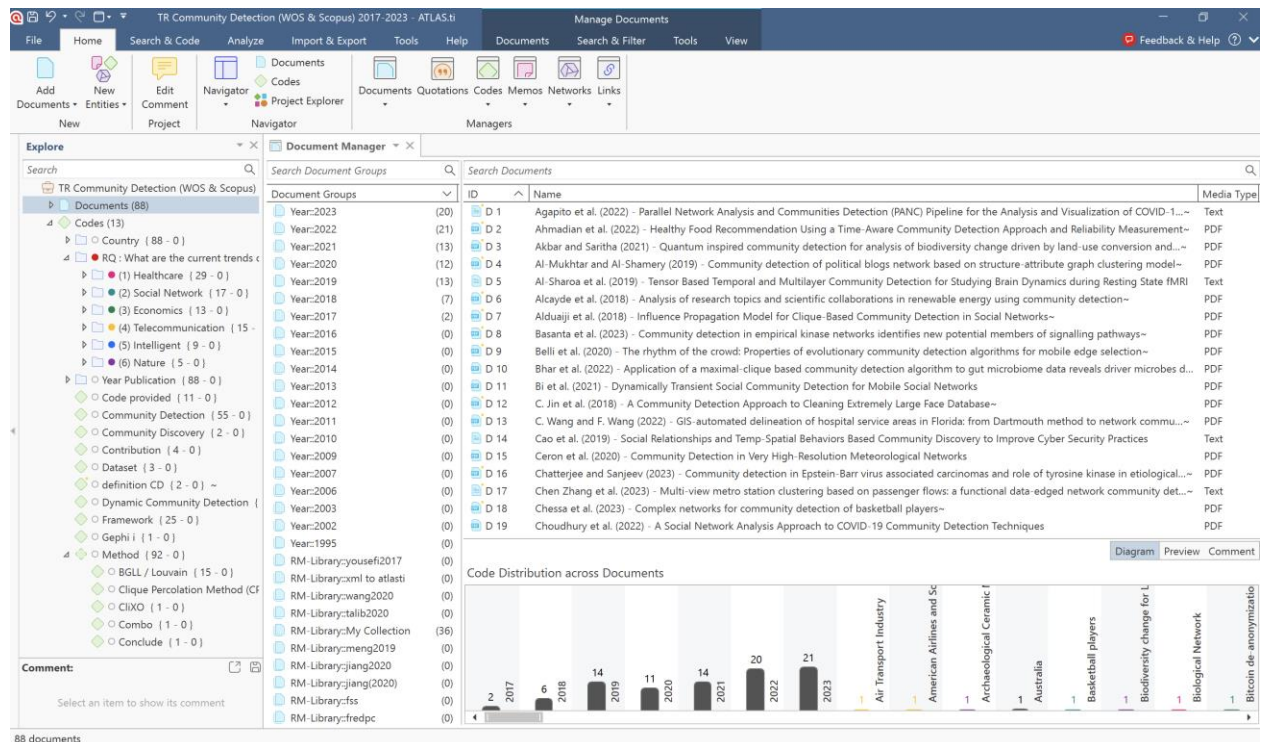 TR Community Detection (WOS & Scopus) 2017-2023 - ATLAS.ti
Manage Documents
File Home Search & Code Analyze Import & Export Tools Help Documents Search & Filter Tools View Feedback & Help
Add Documents
New Entities
Edit Comment
Navigator
Documents
Codes
Project Explorer
Documents Quotations Codes Memos Networks Links
New Project Navigator Managers
Explore
Document Manager
Search
Search Document Groups
Search Documents
TR Community Detection (WOS & Scopus)
Documents (88)
Codes (13)
Country { 88 - 0 }
RQ : What are the current trends
(1) Healthcare { 29 - 0 }
(2) Social Network { 17 - 0 }
(3) Economics { 13 - 0 }
(4) Telecommunication { 15 -
(5) Intelligent { 9 - 0 }
(6) Nature { 5 - 0 }
Year Publication { 88 - 0 }
Code provided { 11 - 0 }
Community Detection { 55 - 0 }
Community Discovery { 2 - 0 }
Contribution { 4 - 0 }
Dataset { 3 - 0 }
definition CD { 2 - 0 } ~
Dynamic Community Detection {
Framework { 25 - 0 }
Gephi i { 1 - 0 }
Method { 92 - 0 }
BGLL / Louvain { 15 - 0 }
Clique Percolation Method (CF
CliXO { 1 - 0 }
Combo { 1 - 0 }
Conclude { 1 - 0 }
Comment:
Select an item to show its comment
Document Groups
Year::2023 (20)
Year::2022 (21)
Year::2021 (13)
Year::2020 (12)
Year::2019 (13)
Year::2018 (7)
Year::2017 (2)
Year::2016 (0)
Year::2015 (0)
Year::2014 (0)
Year::2013 (0)
Year::2012 (0)
Year::2011 (0)
Year::2010 (0)
Year::2009 (0)
Year::2007 (0)
Year::2006 (0)
Year::2003 (0)
Year::2002 (0)
Year::1995 (0)
RM-Library::yousefi2017 (0)
RM-Library::xml to atlasti (0)
RM-Library::wang2020 (0)
RM-Library::talib2020 (0)
RM-Library::My Collection (36)
RM-Library::meng2019 (0)
RM-Library::jiang2020 (0)
RM-Library::jiang(2020) (0)
RM-Library::fss (0)
RM-Library::fredpc (0)
ID Name Media Type
D 1 Agapito et al. (2022) - Parallel Network Analysis and Communities Detection (PANC) Pipeline for the Analysis and Visualization of COVID-1...~ Text
D 2 Ahmadian et al. (2022) - Healthy Food Recommendation Using a Time-Aware Community Detection Approach and Reliability Measurement~ PDF
D 3 Akbar and Saritha (2021) - Quantum inspired community detection for analysis of biodiversity change driven by land-use conversion and...~ PDF
D 4 Al-Mukhtar and Al-Shamery (2019) - Community detection of political blogs network based on structure-attribute graph clustering model~ PDF
D 5 Al-Sharoa et al. (2019) - Tensor Based Temporal and Multilayer Community Detection for Studying Brain Dynamics during Resting State fMRI Text
D 6 Alcayde et al. (2018) - Analysis of research topics and scientific collaborations in renewable energy using community detection~ PDF
D 7 Alduaiji et al. (2018) - Influence Propagation Model for Clique-Based Community Detection in Social Networks~ PDF
D 8 Basanta et al. (2023) - Community detection in empirical kinase networks identifies new potential members of signalling pathways~ PDF
D 9 Belli et al. (2020) - The rhythm of the crowd: Properties of evolutionary community detection algorithms for mobile edge selection~ PDF
D 10 Bhar et al. (2022) - Application of a maximal-clique based community detection algorithm to gut microbiome data reveals driver microbes d... PDF
D 11 Bi et al. (2021) - Dynamically Transient Social Community Detection for Mobile Social Networks PDF
D 12 C. Jin et al. (2018) - A Community Detection Approach to Cleaning Extremely Large Face Database~ PDF
D 13 C. Wang and F. Wang (2022) - GIS-automated delineation of hospital service areas in Florida: from Dartmouth method to network commu...~ PDF
D 14 Cao et al. (2019) - Social Relationships and Temp-Spatial Behaviors Based Community Discovery to Improve Cyber Security Practices Text
D 15 Ceron et al. (2020) - Community Detection in Very High-Resolution Meteorological Networks PDF
D 16 Chatterjee and Sanjeev (2023) - Community detection in Epstein-Barr virus associated carcinomas and role of tyrosine kinase in etiological...~ PDF
D 17 Chen Zhang et al. (2023) - Multi-view metro station clustering based on passenger flows: a functional data-edged network community det...~ Text
D 18 Chessa et al. (2023) - Complex networks for community detection of basketball players~ PDF
D 19 Choudhury et al. (2022) - A Social Network Analysis Approach to COVID-19 Community Detection Techniques PDF
Diagram Preview Comment
Code Distribution across Documents
2 2017
6 2018
14 2019
11 2020
14 2021
20 2022
21 2023
1 Air Transport Industry
1 American Airlines and Sc
1 Archaeological Ceramic
1 Australia
1 Basketball players
1 Biodiversity change for L
1 Biological Network
1 Bitcoin de-anonymizatio
88 documents